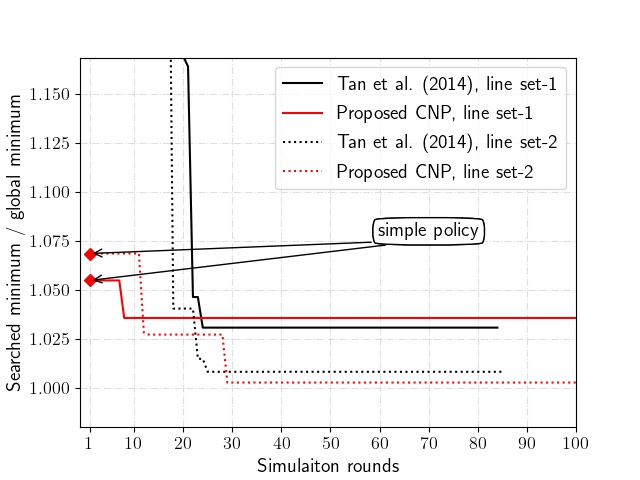 Tan et al. (2014), line set-1
Proposed CNP, line set-1
Tan et al. (2014), line set-2
Proposed CNP, line set-2
simple policy
Searched minimum / global minimum
1.150
1.125
1.100
1.075
1.050
1.025
1.000
1 10 20 30 40 50 60 70 80 90 100
Simulaiton rounds